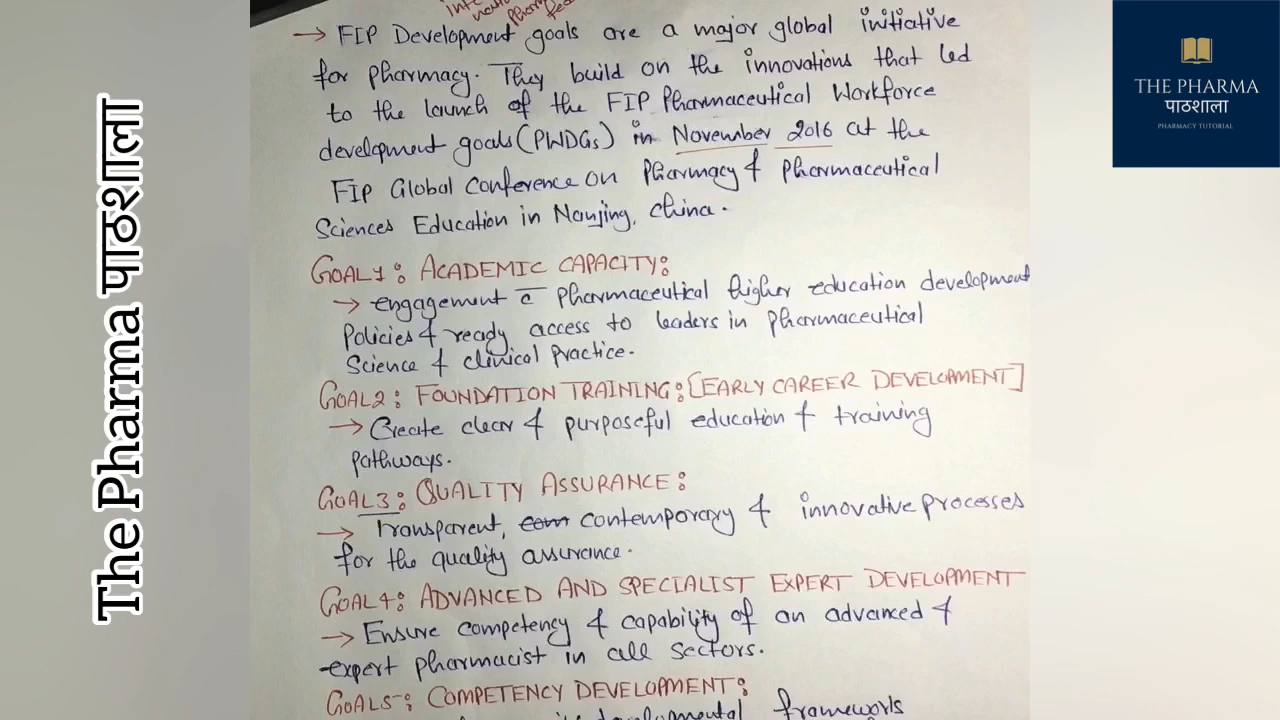 → FIP Development goals are a major global initiative
for pharmacy. They build on the innovations that led
to the launch of the FIP Pharmaceutical Workforce
development goals (PWDGs) in November 2016 at the
FIP Global Conference on Pharmacy & Pharmaceutical
Sciences Education in Nanjing, China.
GOAL1: ACADEMIC CAPACITY:
→ engagement c̅ pharmaceutical higher education development
Policies & ready access to leaders in pharmaceutical
Science & clinical practice.
GOAL2: FOUNDATION TRAINING: [EARLY CAREER DEVELOPMENT]
→ Create clear & purposeful education & training
pathways.
GOAL3: QUALITY ASSURANCE:
→ Transparent, contemporary & innovative processes
for the quality assurance.
GOAL4: ADVANCED AND SPECIALIST EXPERT DEVELOPMENT
→ Ensure competency & capability of an advanced &
expert pharmacist in all sectors.
GOAL5: COMPETENCY DEVELOPMENT:
developmental frameworks
The Pharma पाठशाला
THE PHARMA
पाठशाला
PHARMACY TUTORIAL